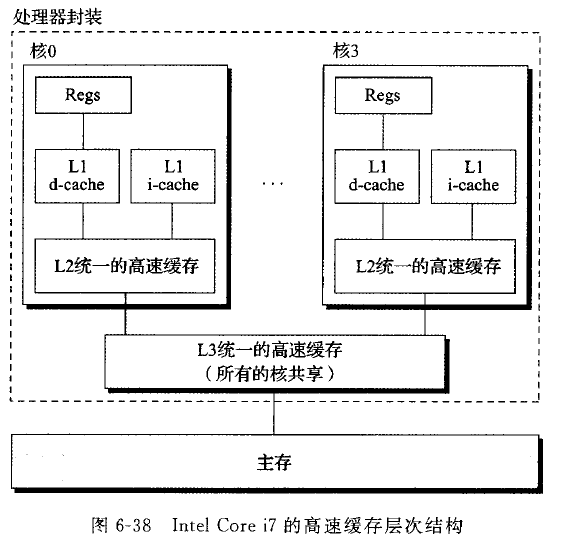 处理器封装
核0
核3
Regs
Regs
L1
d-cache
L1
i-cache
...
L1
d-cache
L1
i-cache
L2统一的高速缓存
L2统一的高速缓存
L3统一的高速缓存
(所有的核共享)
主存
图 6-38 Intel Core i7 的高速缓存层次结构